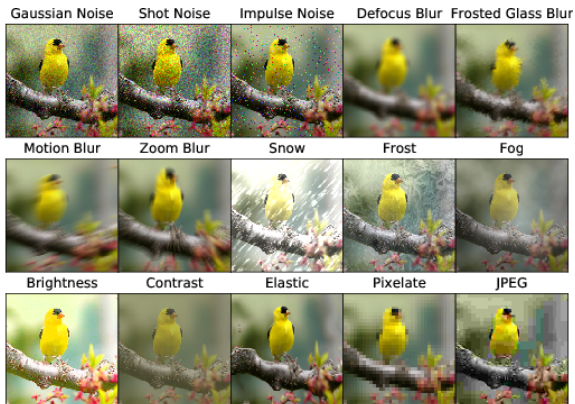 Gaussian Noise Shot Noise Impulse Noise Defocus Blur Frosted Glass Blur
Motion Blur Zoom Blur Snow Frost Fog
Brightness Contrast Elastic Pixelate JPEG